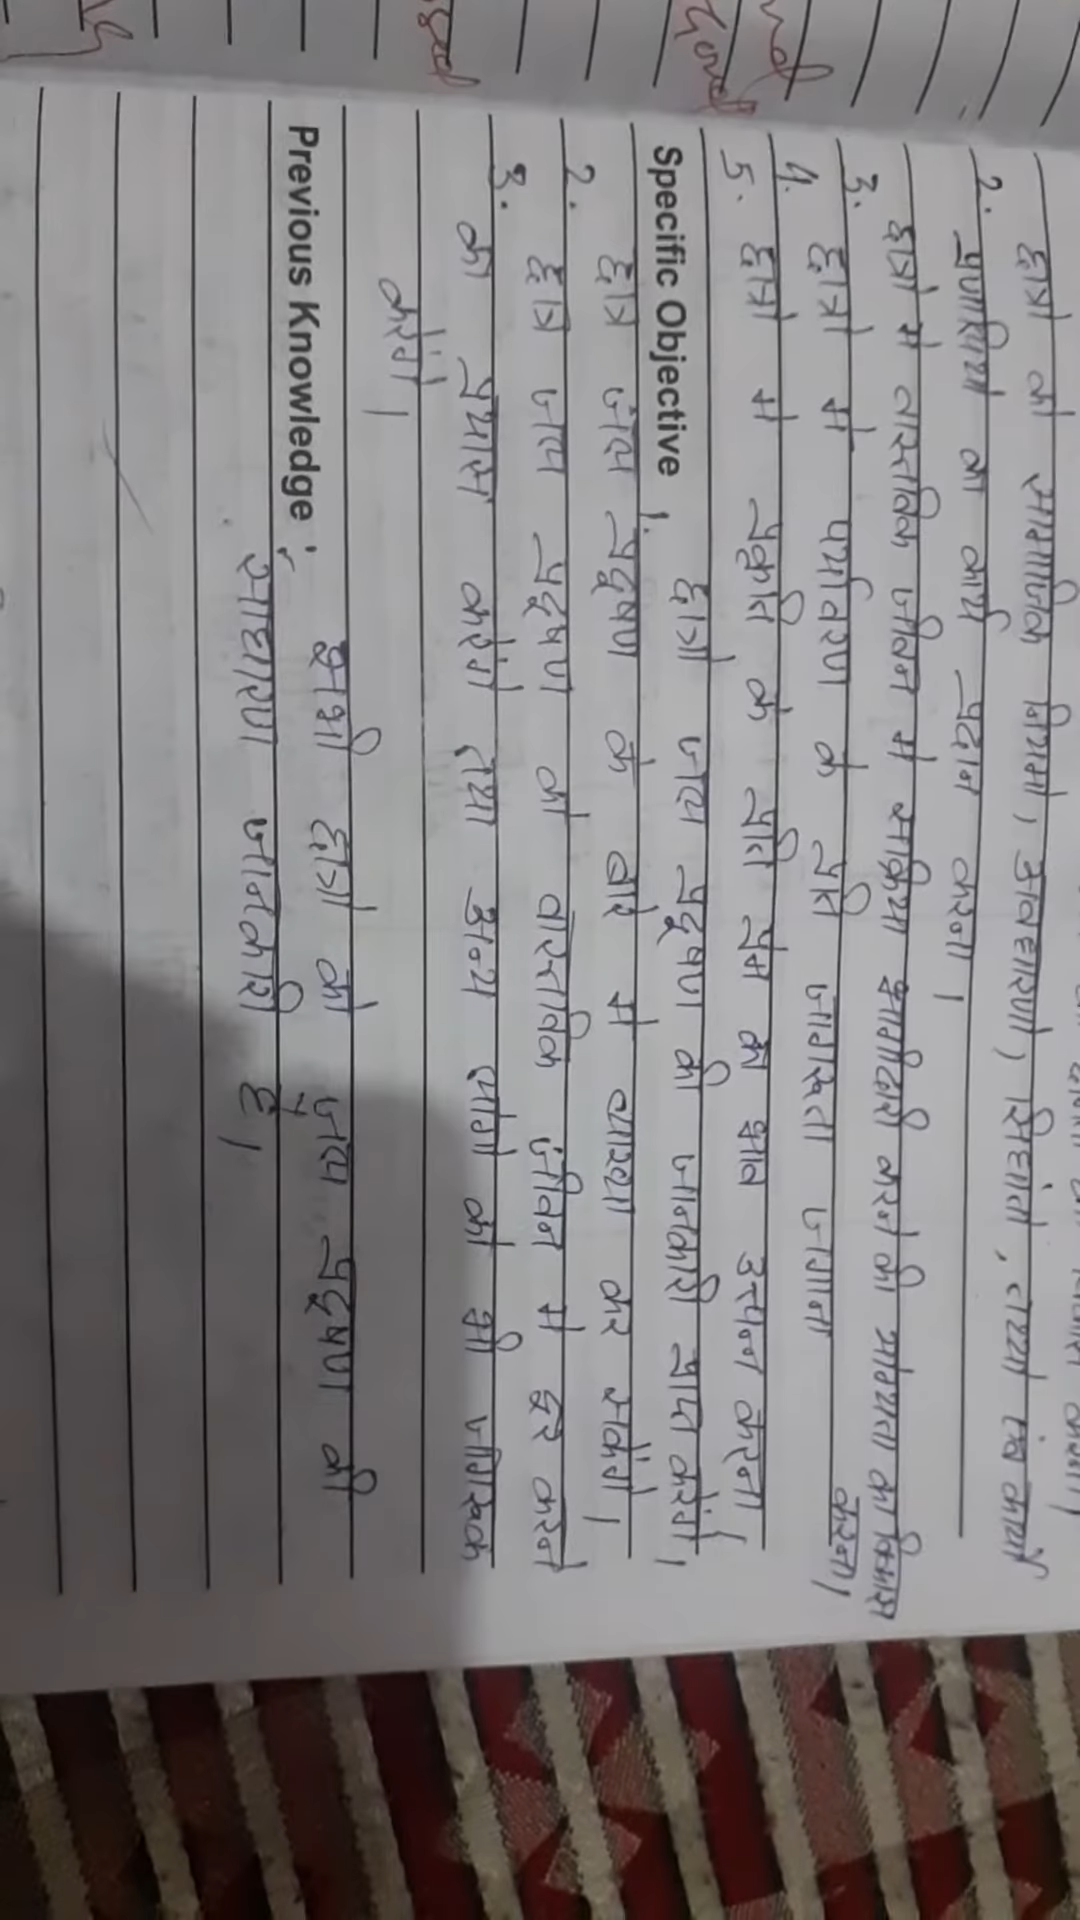 2. छात्रो को सामाजिक नियमो, अवधारणो, सिद्धांतो, तथ्यो एंव कार्यो
प्रणालियो का कार्य प्रदान करना।
3. छात्रो मे वास्तविक जीवन मे सक्रिया भागीदारी करने की मान्यता का विकास करना।
4. छात्रो मे पर्यावरण के प्रति जागरूता जगाना
5. छात्रो मे प्रकृति के प्रति प्रेम का भाव उत्पन्न करना।
Specific Objective 1. छात्रो जल प्रदूषण की जानकारी प्राप्त करेंगे।
2. छात्र जल प्रदूषण के बारे मे व्याख्या कर सकेंगे।
3. छात्र जल प्रदूषण को वास्तविक जीवन मे दूर करने
का प्रयास करेंगे तथा अन्य लोगो को भी जागरूक
करेंगे।
Previous Knowledge : सभी छात्रो को जल प्रदूषण की
साधारण जानकारी है।